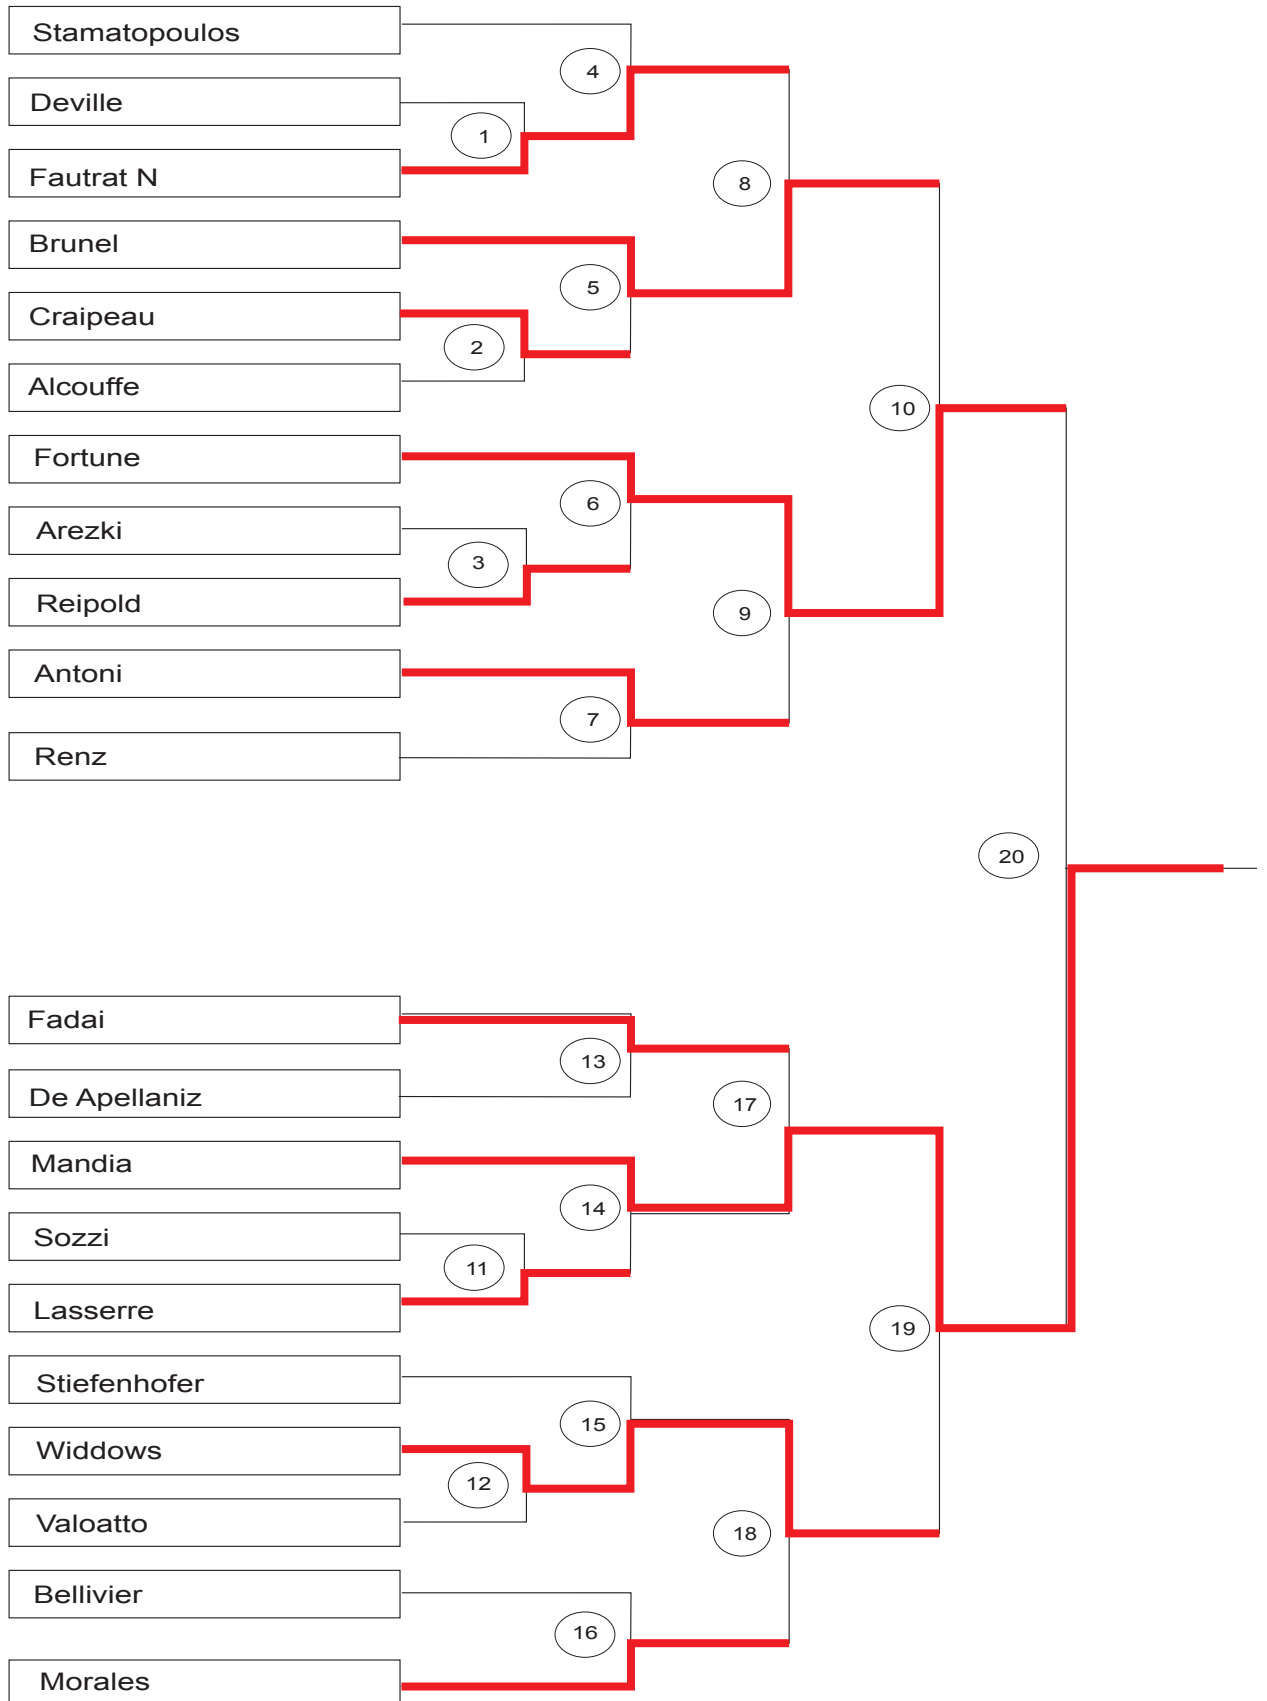 Stamatopoulos
4
Deville
1
Fautrat N
8
Brunel
5
Craipeau
2
Alcouffe
10
Fortune
6
Arezki
3
Reipold
9
Antoni
7
Renz
20
Fadai
13
De Apellaniz
17
Mandia
14
Sozzi
11
Lasserre
19
Stiefenhofer
15
Widdows
12
Valoatto
18
Bellivier
16
Morales